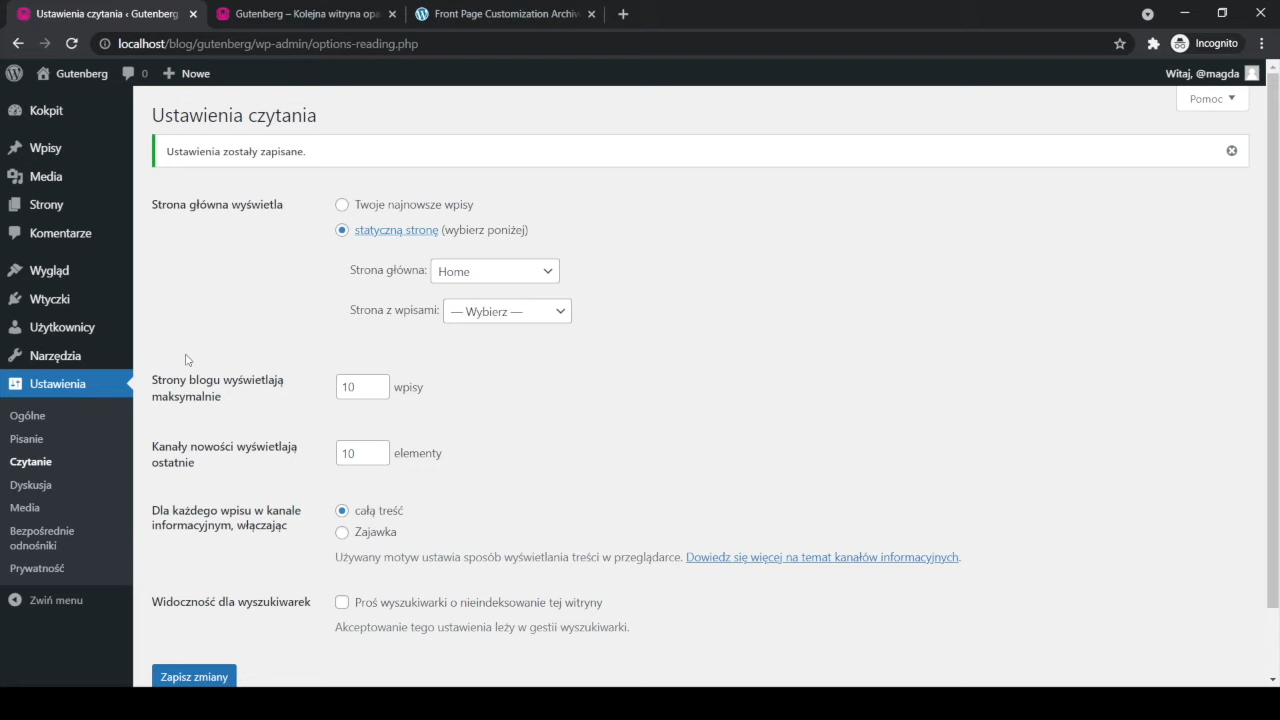 Ustawienia czytania ‹ Gutenberg
Gutenberg – Kolejna witryna opa
Front Page Customization Archiv
localhost/blog/gutenberg/wp-admin/options-reading.php
Incognito
Gutenberg
0
Nowe
Witaj, @magda
Kokpit
Wpisy
Media
Strony
Komentarze
Wygląd
Wtyczki
Użytkownicy
Narzędzia
Ustawienia
Ogólne
Pisanie
Czytanie
Dyskusja
Media
Bezpośrednie
odnośniki
Prywatność
Zwiń menu
Pomoc
Ustawienia czytania
Ustawienia zostały zapisane.
Strona główna wyświetla
Twoje najnowsze wpisy
statyczną stronę (wybierz poniżej)
Strona główna: Home
Strona z wpisami: — Wybierz —
Strony blogu wyświetlają
maksymalnie
10 wpisy
Kanały nowości wyświetlają
ostatnie
10 elementy
Dla każdego wpisu w kanale
informacyjnym, włączając
całą treść
Zajawka
Używany motyw ustawia sposób wyświetlania treści w przeglądarce. Dowiedz się więcej na temat kanałów informacyjnych.
Widoczność dla wyszukiwarek
Proś wyszukiwarki o nieindeksowanie tej witryny
Akceptowanie tego ustawienia leży w gestii wyszukiwarki.
Zapisz zmiany